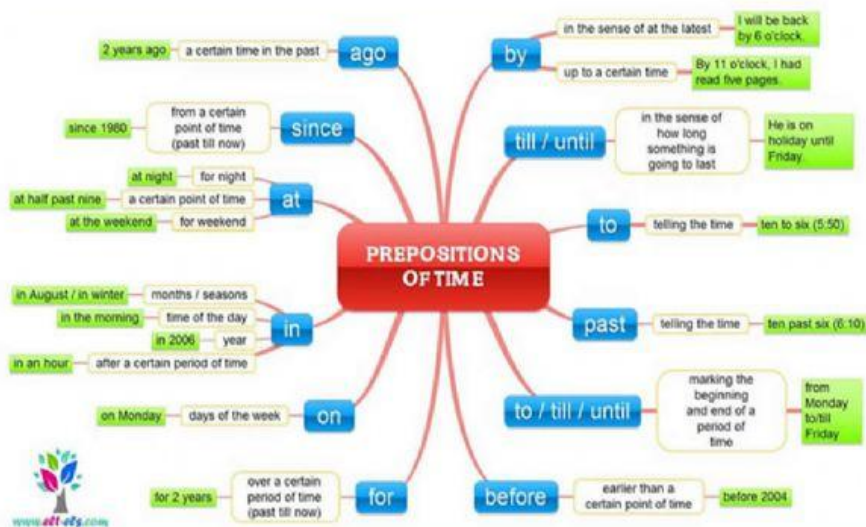 PREPOSITIONS
OF TIME
ago
a certain time in the past
2 years ago
since
from a certain
point of time
(past till now)
since 1980
at
for night
at night
a certain point of time
at half past nine
for weekend
at the weekend
in
months / seasons
in August / in winter
time of the day
in the morning
year
in 2006
after a certain period of time
in an hour
on
days of the week
on Monday
for
over a certain
period of time
(past till now)
for 2 years
by
in the sense of at the latest
I will be back
by 6 o'clock.
up to a certain time
By 11 o'clock, I had
read five pages.
till / until
in the sense of
how long
something is
going to last
He is on
holiday until
Friday.
to
telling the time
ten to six (5:50)
past
telling the time
ten past six (6:10)
to / till / until
marking the
beginning
and end of a
period of
time
from
Monday
to/till
Friday
before
earlier than a
certain point of time
before 2004